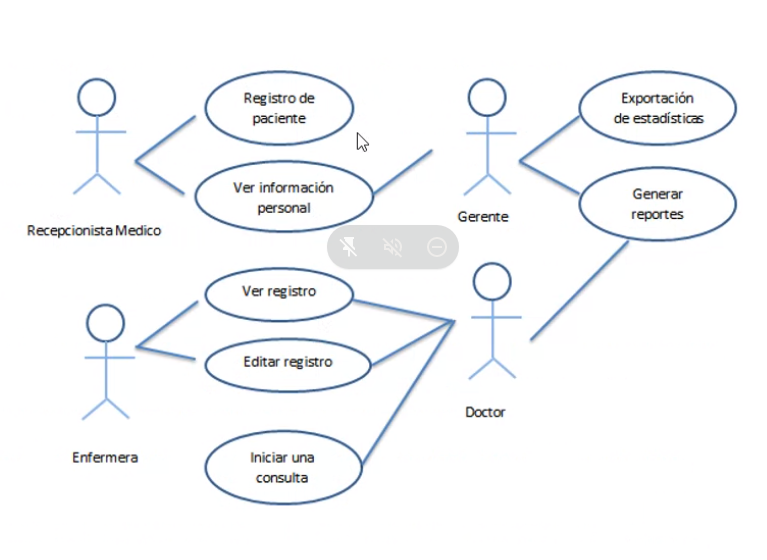 Registro de
paciente
Exportación
de estadísticas
Ver información
personal
Generar
reportes
Recepcionista Medico
Gerente
Ver registro
Editar registro
Doctor
Enfermera
Iniciar una
consulta